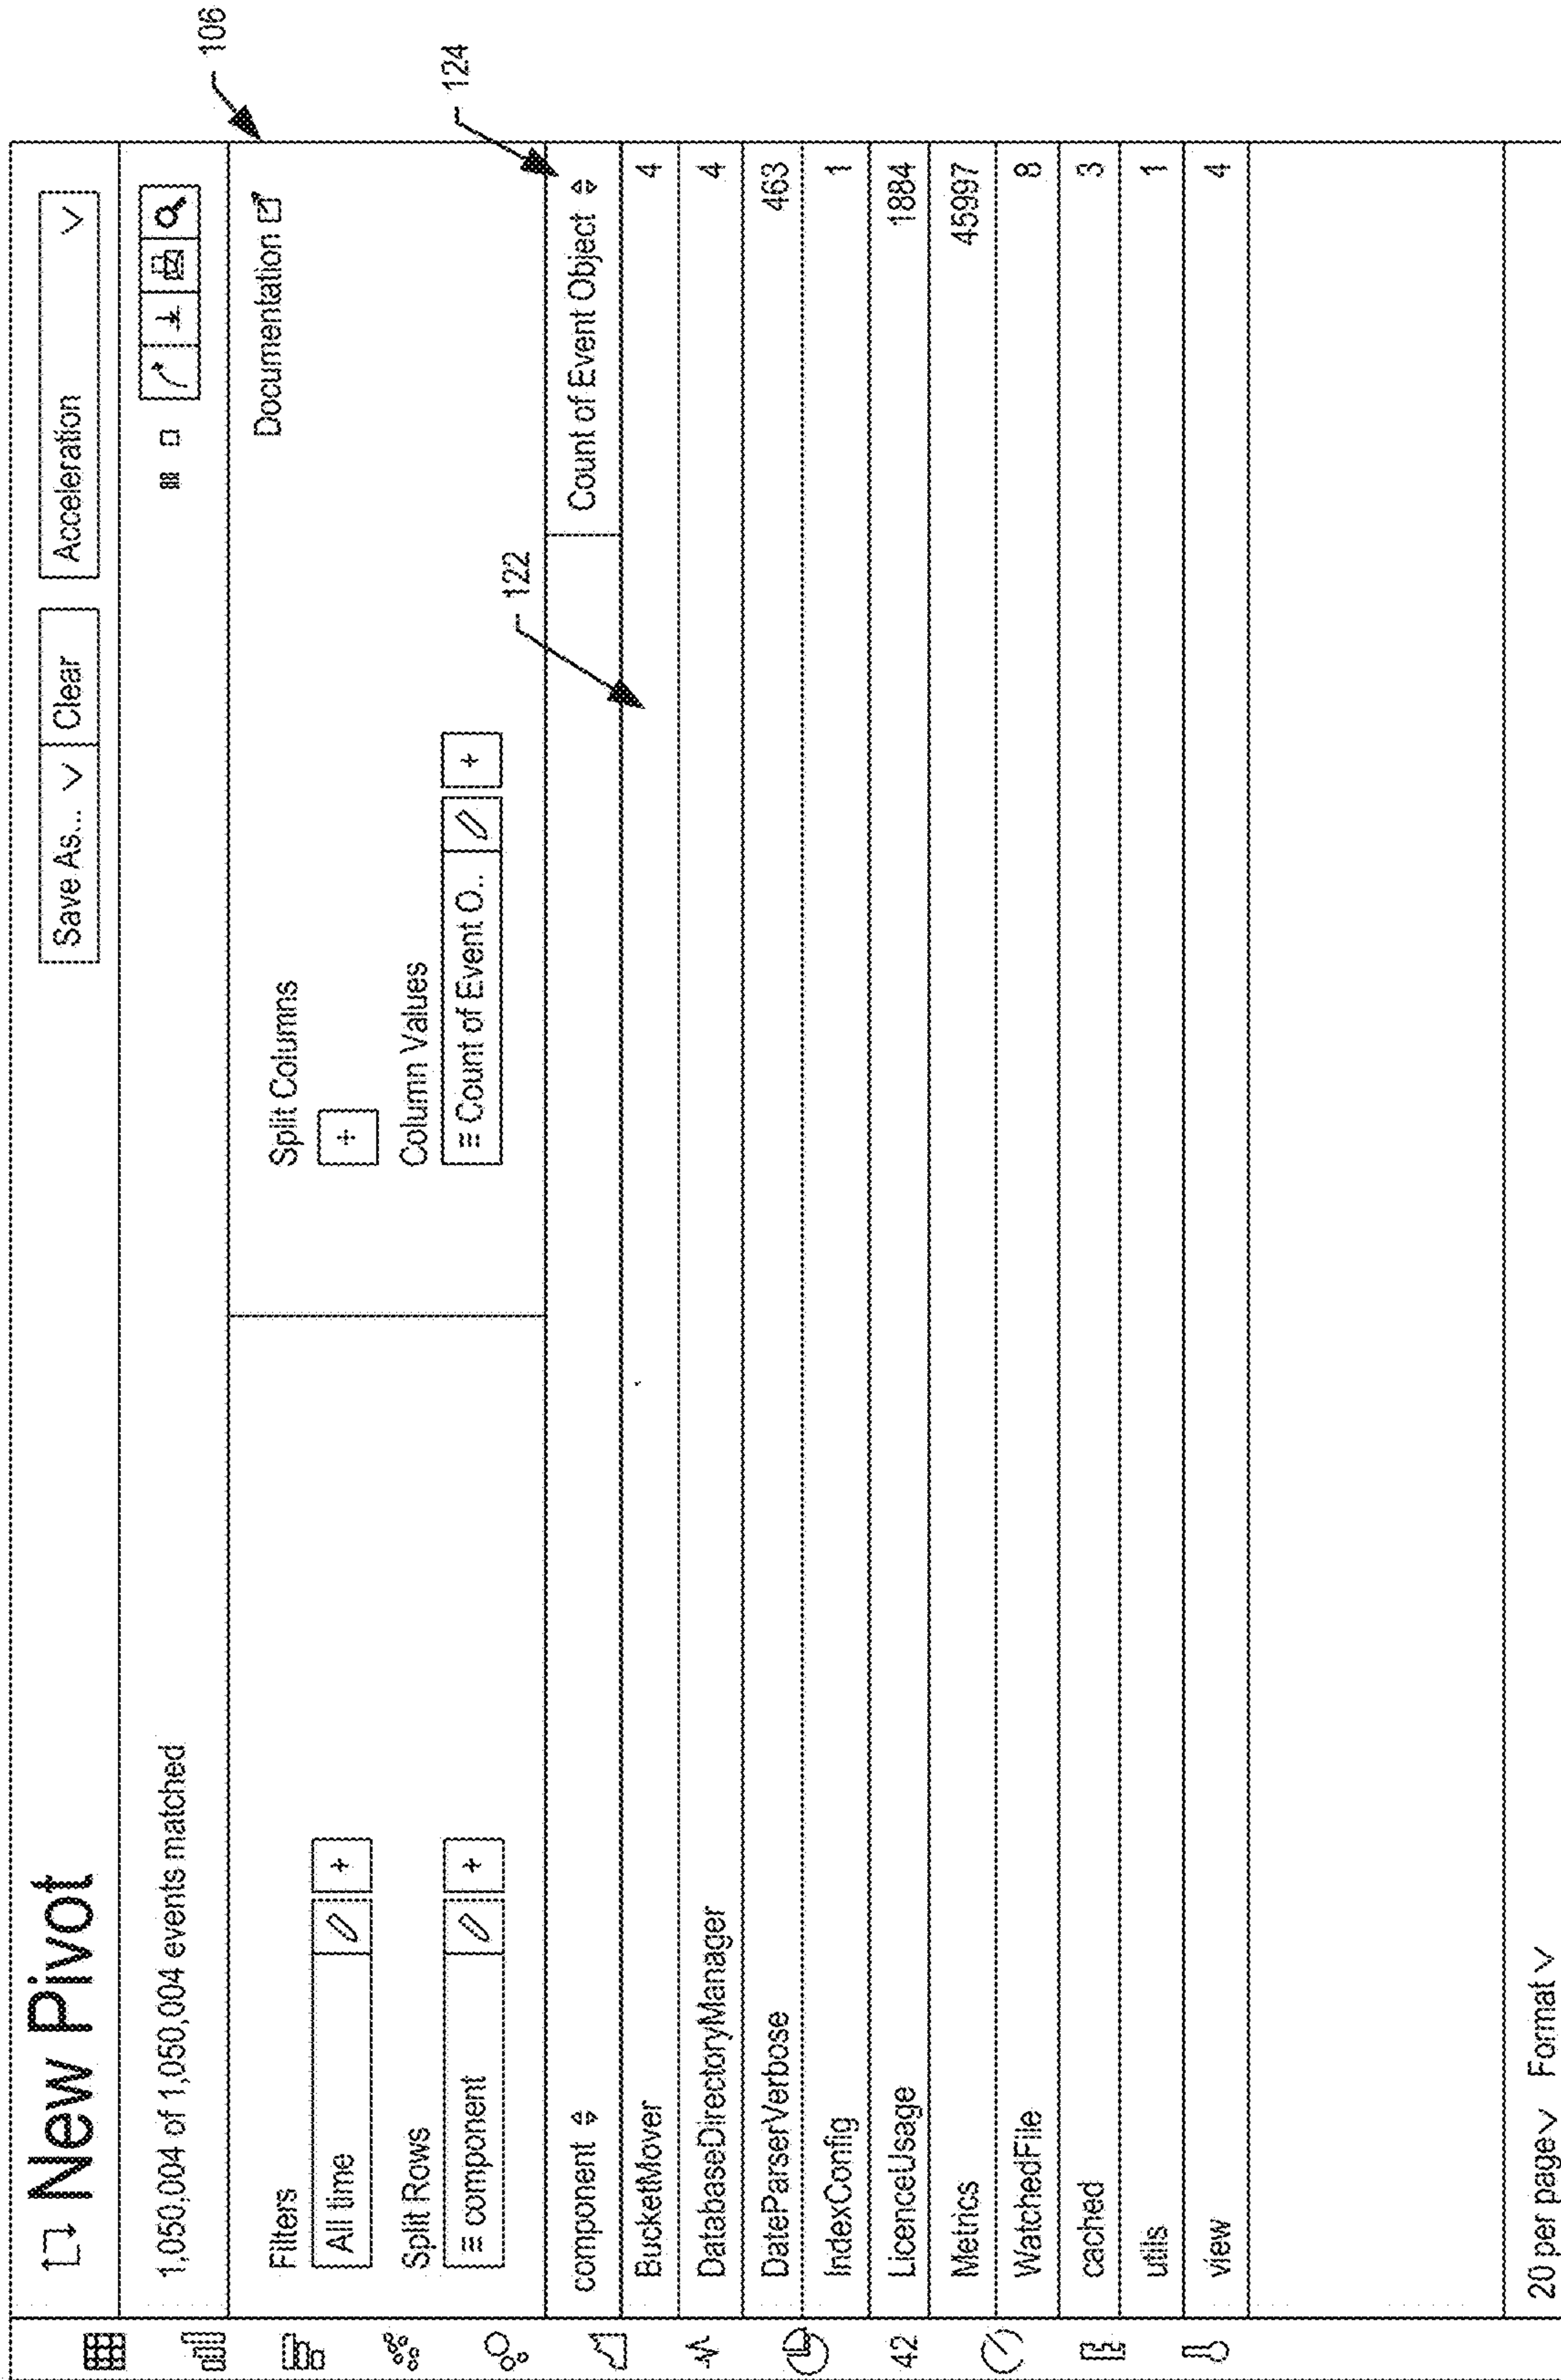 New Pivot
Save As... Clear Acceleration
1,050,004 of 1,050,004 events matched
106
Filters Split Columns Documentation
All time + +
Split Rows Column Values
component + Count of Event O.. +
122
124
component Count of Event Object
BucketMover 4
DatabaseDirectoryManager 4
DateParserVerbose 463
IndexConfig 1
LicenceUsage 1884
Metrics 45997
WatchedFile 8
cached 3
utils 1
view 4
42
20 per page Format